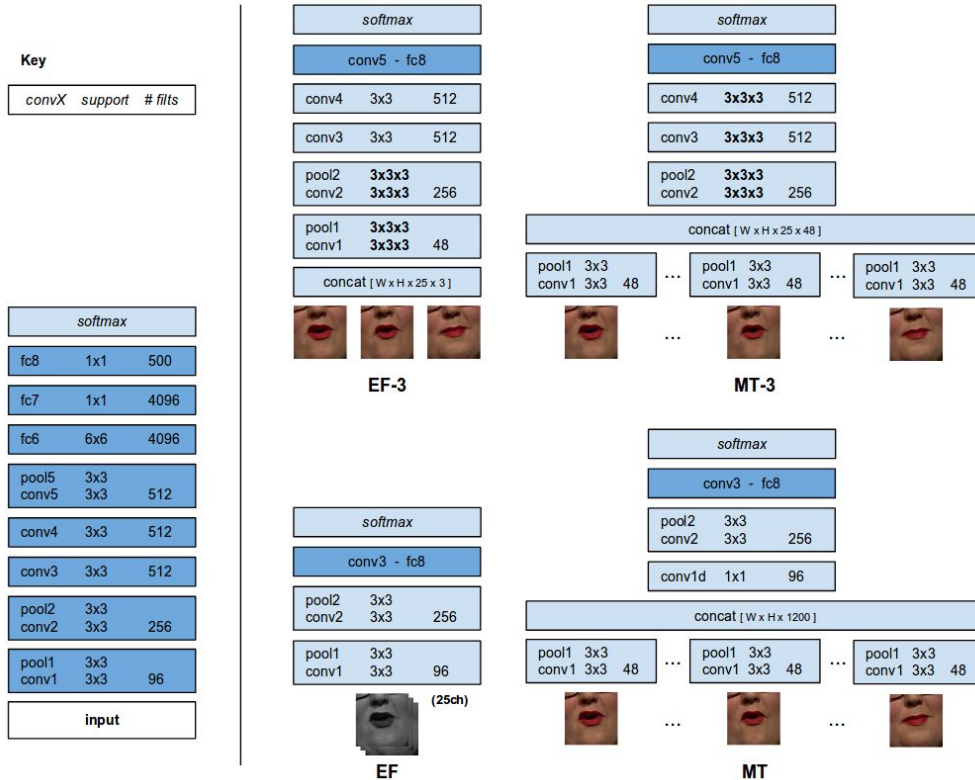 Key
convX support # filts
softmax
fc8 1x1 500
fc7 1x1 4096
fc6 6x6 4096
pool5 3x3
conv5 3x3 512
conv4 3x3 512
conv3 3x3 512
pool2 3x3
conv2 3x3 256
pool1 3x3
conv1 3x3 96
input
softmax
conv5 - fc8
conv4 3x3 512
conv3 3x3 512
pool2 3x3x3
conv2 3x3x3 256
pool1 3x3x3
conv1 3x3x3 48
concat [ W x H x 25 x 3 ]
EF-3
softmax
conv5 - fc8
conv4 3x3x3 512
conv3 3x3x3 512
pool2 3x3x3
conv2 3x3x3 256
concat [ W x H x 25 x 48 ]
pool1 3x3 ... pool1 3x3 ... pool1 3x3
conv1 3x3 48 conv1 3x3 48 conv1 3x3 48
... ...
MT-3
softmax
conv3 - fc8
pool2 3x3
conv2 3x3 256
pool1 3x3
conv1 3x3 96
(25ch)
EF
softmax
conv3 - fc8
pool2 3x3
conv2 3x3 256
conv1d 1x1 96
concat [ W x H x 1200 ]
pool1 3x3 ... pool1 3x3 ... pool1 3x3
conv1 3x3 48 conv1 3x3 48 conv1 3x3 48
... ...
MT